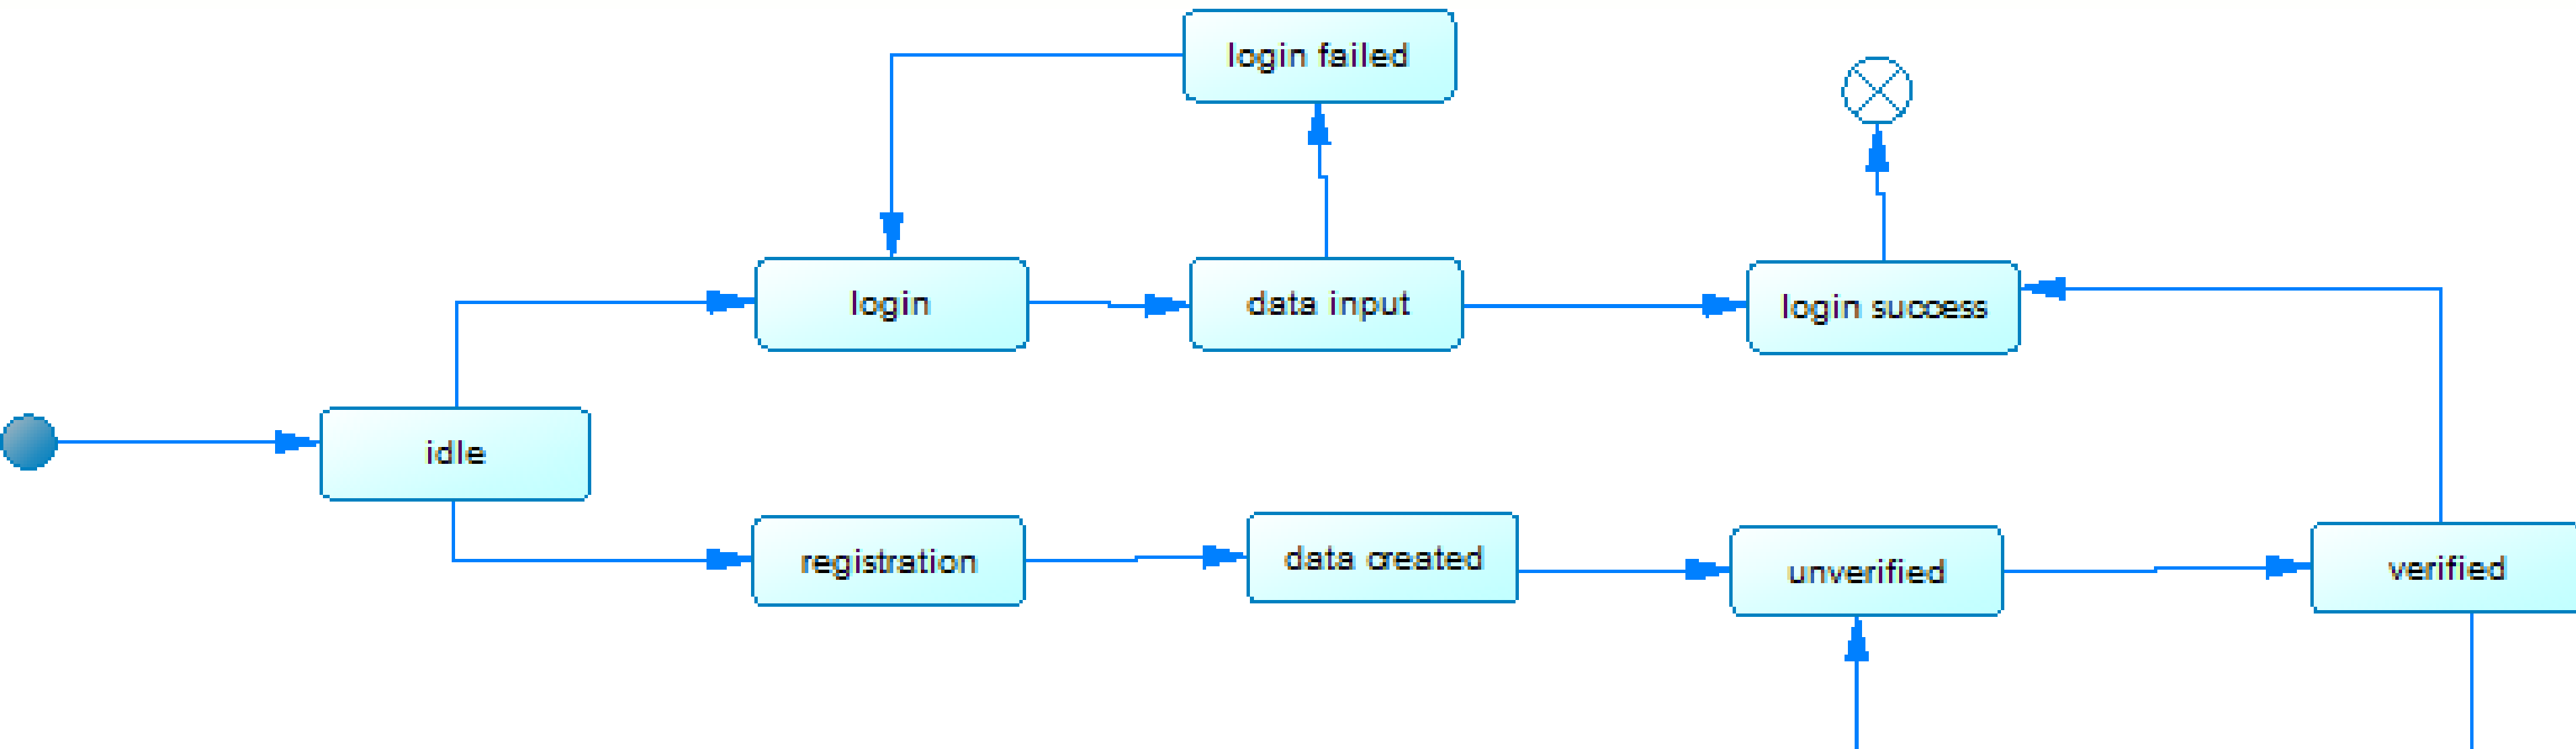 login failed
login
data input
login success
idle
registration
data created
unverified
verified